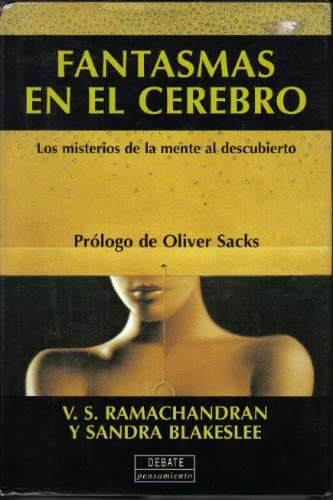 FANTASMAS
EN EL CEREBRO
Los misterios de la mente al descubierto
Prólogo de Oliver Sacks
V. S. RAMACHANDRAN
Y SANDRA BLAKESLEE
DEBATE
pensamiento